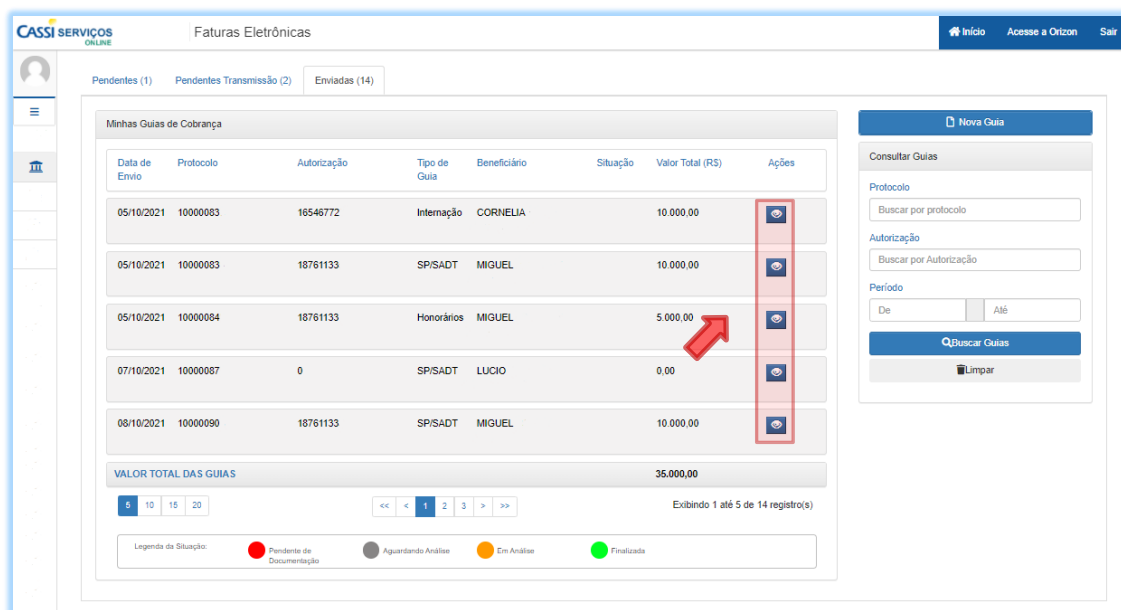 CASSI SERVIÇOS
ONLINE
Faturas Eletrônicas
Início Acesse a Orizon Sair
Pendentes (1) Pendentes Transmissão (2) Enviadas (14)
Minhas Guias de Cobrança
Data de Envio Protocolo Autorização Tipo de Guia Beneficiário Situação Valor Total (R$) Ações
05/10/2021 10000083 16546772 Internação CORNELIA 10.000,00
05/10/2021 10000083 18761133 SP/SADT MIGUEL 10.000,00
05/10/2021 10000084 18761133 Honorários MIGUEL 5.000,00
07/10/2021 10000087 0 SP/SADT LUCIO 0,00
08/10/2021 10000090 18761133 SP/SADT MIGUEL 10.000,00
VALOR TOTAL DAS GUIAS 35.000,00
5 10 15 20 << < 1 2 3 > >> Exibindo 1 até 5 de 14 registro(s)
Legenda da Situação: Pendente de Documentação Aguardando Análise Em Análise Finalizada
Nova Guia
Consultar Guias
Protocolo
Buscar por protocolo
Autorização
Buscar por Autorização
Período
De Até
Buscar Guias
Limpar